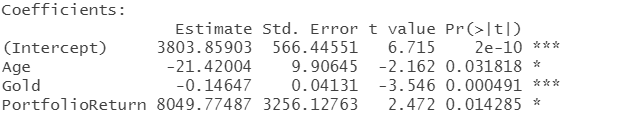 Coefficients:
Estimate Std. Error t value Pr(>|t|)
(Intercept) 3803.85903 566.44551 6.715 2e-10 ***
Age -21.42004 9.90645 -2.162 0.031818 *
Gold -0.14647 0.04131 -3.546 0.000491 ***
PortfolioReturn 8049.77487 3256.12763 2.472 0.014285 *